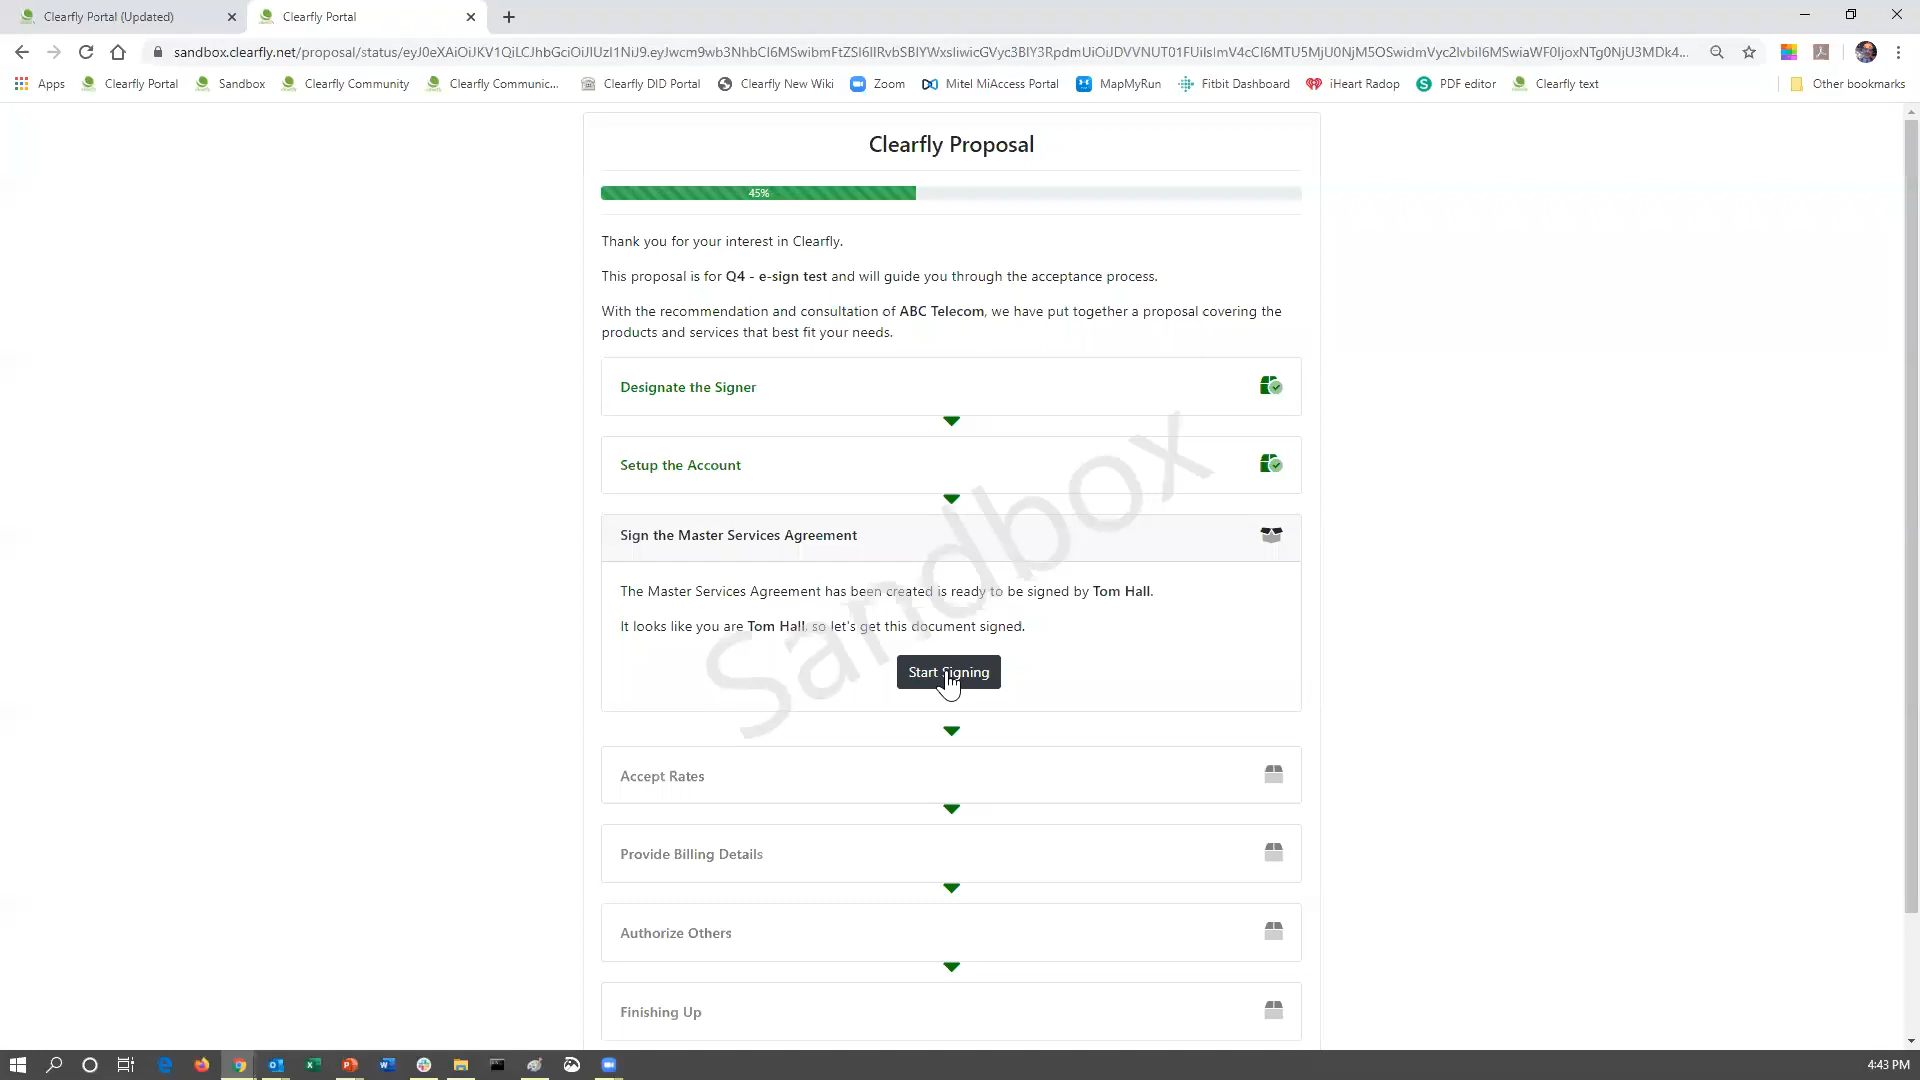 Clearfly Portal (Updated)
Clearfly Portal
Apps
Clearfly Portal
Sandbox
Clearfly Community
Clearfly Communic...
Clearfly DID Portal
Clearfly New Wiki
Zoom
Mitel MiAccess Portal
MapMyRun
Fitbit Dashboard
iHeart Radop
PDF editor
Clearfly text
Other bookmarks
Clearfly Proposal
45%
Thank you for your interest in Clearfly.
This proposal is for Q4 - e-sign test and will guide you through the acceptance process.
With the recommendation and consultation of ABC Telecom, we have put together a proposal covering the
products and services that best fit your needs.
Designate the Signer
Setup the Account
Sign the Master Services Agreement
The Master Services Agreement has been created is ready to be signed by Tom Hall.
It looks like you are Tom Hall, so let's get this document signed.
Start Signing
Sandbox
Accept Rates
Provide Billing Details
Authorize Others
Finishing Up
4:43 PM